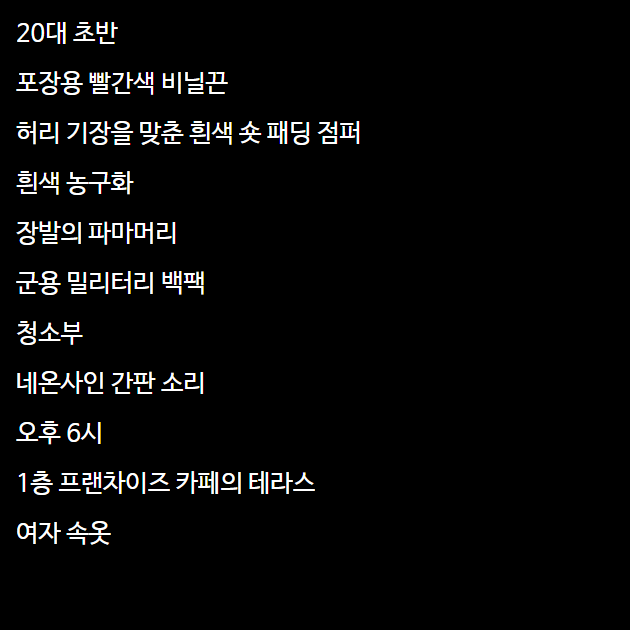 20대 초반
포장용 빨간색 비닐끈
허리 기장을 맞춘 흰색 숏 패딩 점퍼
흰색 농구화
장발의 파마머리
군용 밀리터리 백팩
청소부
네온사인 간판 소리
오후 6시
1층 프랜차이즈 카페의 테라스
여자 속옷